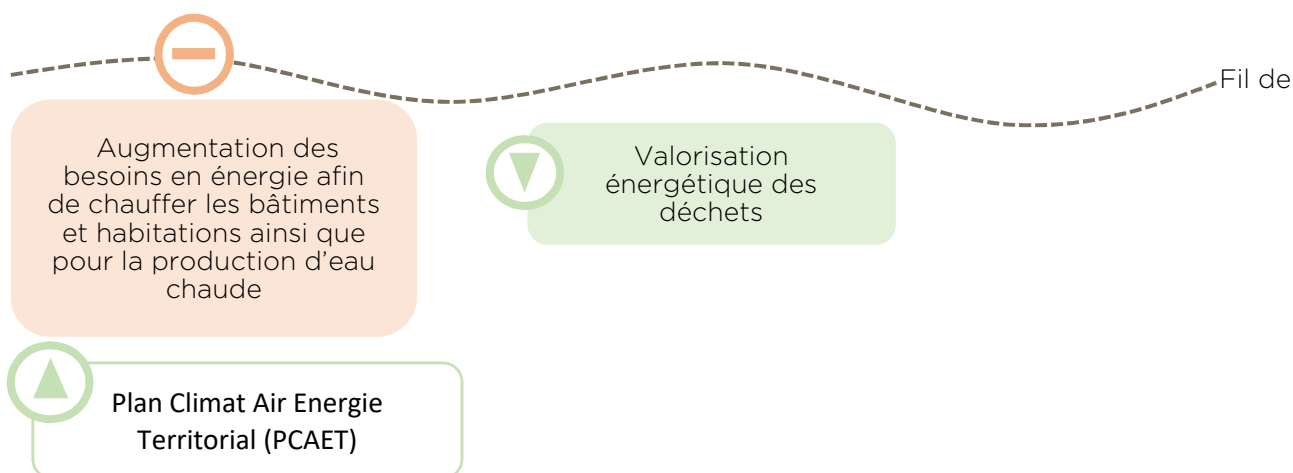 Fil de
Augmentation des
besoins en énergie afin
de chauffer les bâtiments
et habitations ainsi que
pour la production d’eau
chaude
Valorisation
énergétique des
déchets
Plan Climat Air Energie
Territorial (PCAET)